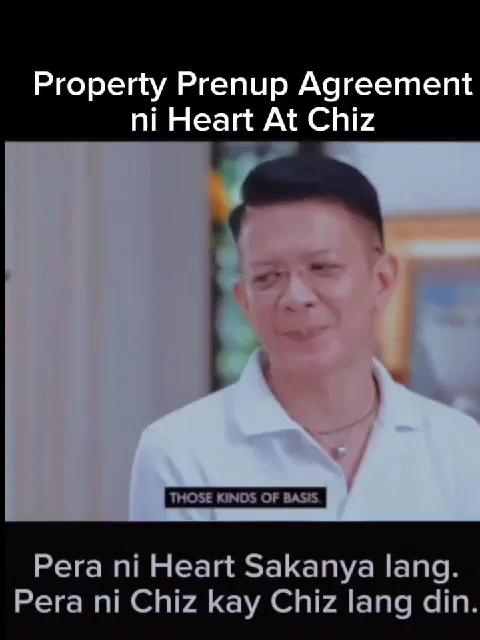 Property Prenup Agreement
ni Heart At Chiz
THOSE KINDS OF BASIS.
Pera ni Heart Sakanya lang.
Pera ni Chiz kay Chiz lang din.